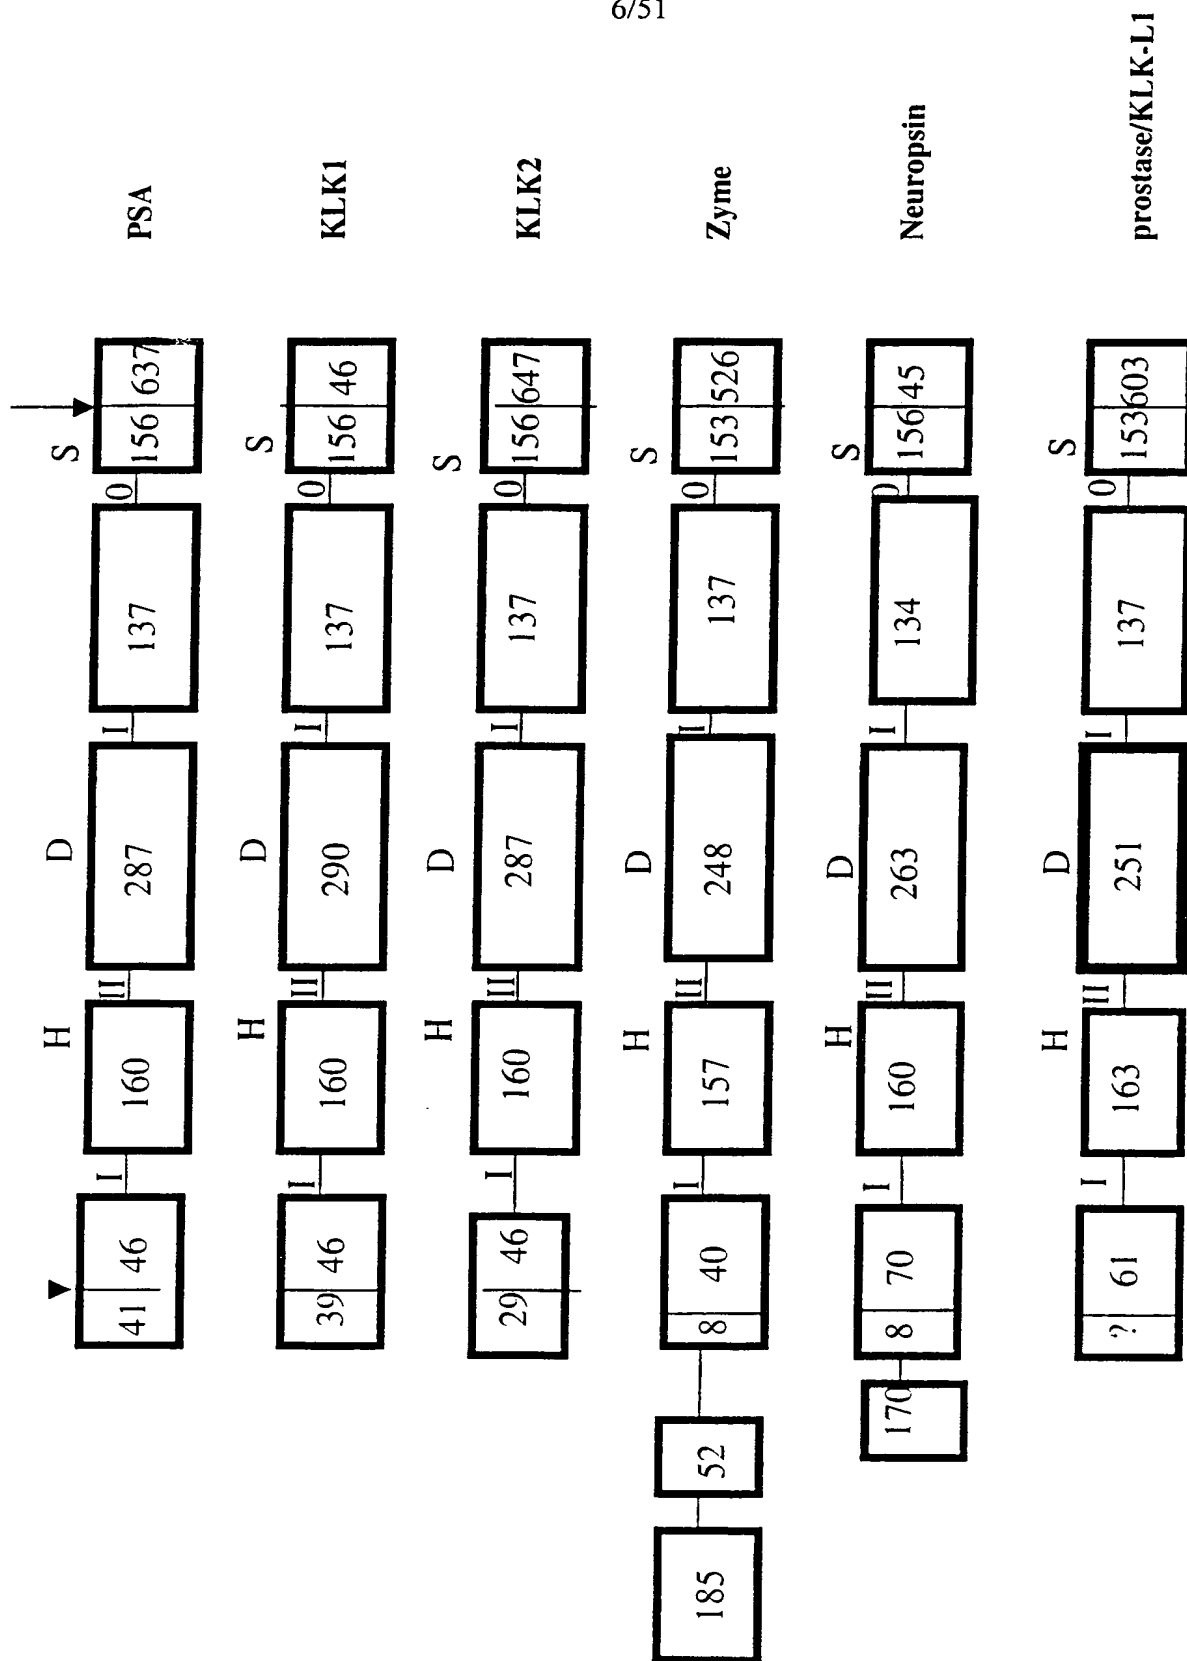 6/51
S
D
H
41 46 I 160 II 287 I 137 0 156 637
PSA
S
D
H
39 46 I 160 II 290 I 137 0 156 46
KLK1
S
D
H
29 46 I 160 II 287 I 137 0 156 647
KLK2
S
D
H
185 52 8 40 I 157 II 248 I 137 0 153 526
Zyme
S
D
H
170 8 70 I 160 II 263 I 134 0 156 45
Neuropsin
S
D
H
? 61 I 163 II 251 I 137 0 153 603
prostase/KLK-L1